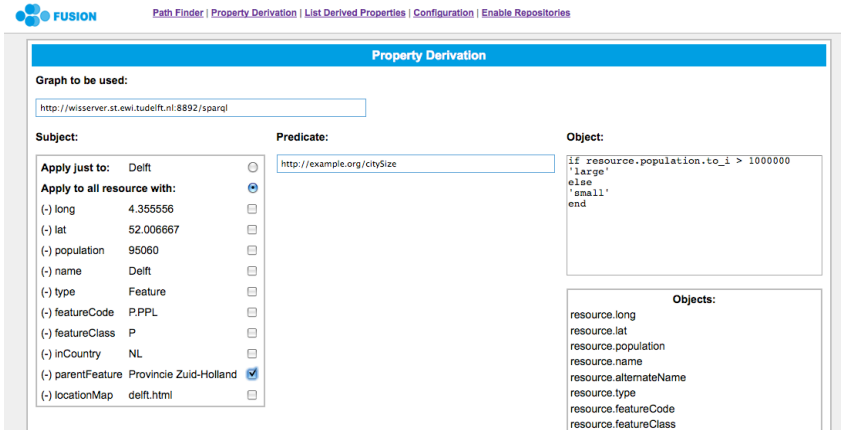 FUSION
Path Finder | Property Derivation | List Derived Properties | Configuration | Enable Repositories
Property Derivation
Graph to be used:
http://wisserver.st.ewi.tudelft.nl:8892/sparql
Subject:
Apply just to: Delft
Apply to all resource with:
(-) long 4.355556
(-) lat 52.006667
(-) population 95060
(-) name Delft
(-) type Feature
(-) featureCode P.PPL
(-) featureClass P
(-) inCountry NL
(-) parentFeature Provincie Zuid-Holland
(-) locationMap delft.html
Predicate:
http://example.org/citySize
Object:
if resource.population.to_i > 1000000
'large'
else
'small'
end
Objects:
resource.long
resource.lat
resource.population
resource.name
resource.alternateName
resource.type
resource.featureCode
resource.featureClass